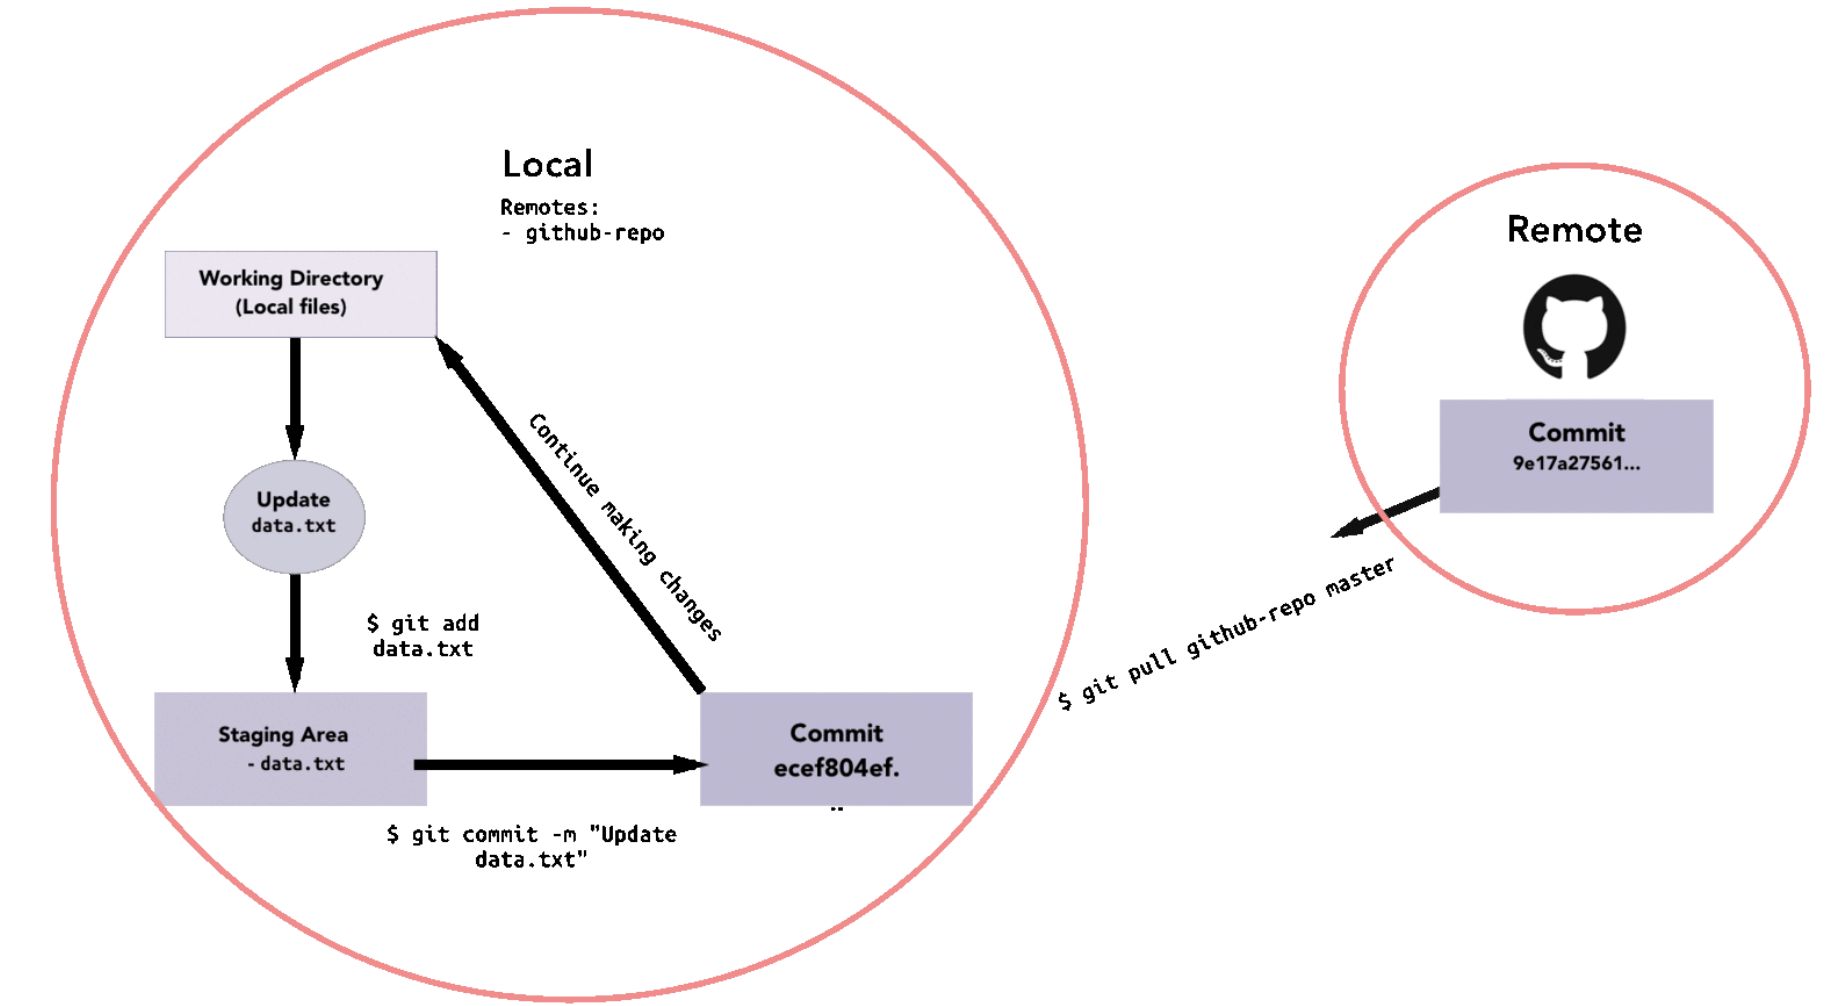 Local
Remotes:
- github-repo
Working Directory
(Local files)
Update
data.txt
$ git add
data.txt
Staging Area
- data.txt
$ git commit -m "Update
data.txt"
Commit
ecef804ef.
..
Continue making changes
Remote
Commit
9e17a27561...
$ git pull github-repo master